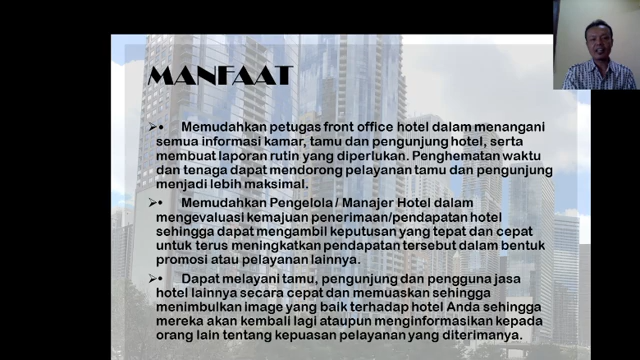 MANFAAT
Memudahkan petugas front office hotel dalam menangani
semua informasi kamar, tamu dan pengunjung hotel, serta
membuat laporan rutin yang diperlukan. Penghematan waktu
dan tenaga dapat mendorong pelayanan tamu dan pengunjung
menjadi lebih maksimal.
Memudahkan Pengelola / Manajer Hotel dalam
mengevaluasi kemajuan penerimaan/pendapatan hotel
sehingga dapat mengambil keputusan yang tepat dan cepat
untuk terus meningkatkan pendapatan tersebut dalam bentuk
promosi atau pelayanan lainnya.
Dapat melayani tamu, pengunjung dan pengguna jasa
hotel lainnya secara cepat dan memuaskan sehingga
menimbulkan image yang baik terhadap hotel Anda sehingga
mereka akan kembali lagi ataupun menginformasikan kepada
orang lain tentang kepuasan pelayanan yang diterimanya.